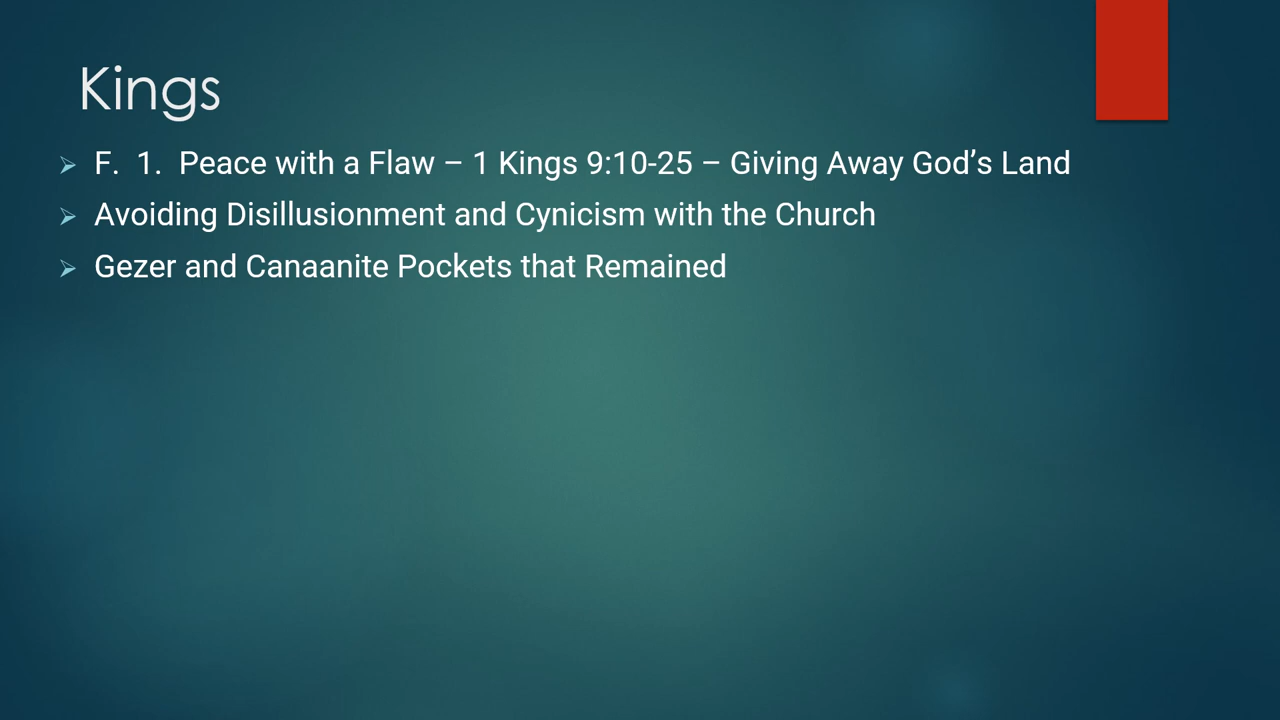 Kings
F. 1. Peace with a Flaw – 1 Kings 9:10-25 – Giving Away God’s Land
Avoiding Disillusionment and Cynicism with the Church
Gezer and Canaanite Pockets that Remained